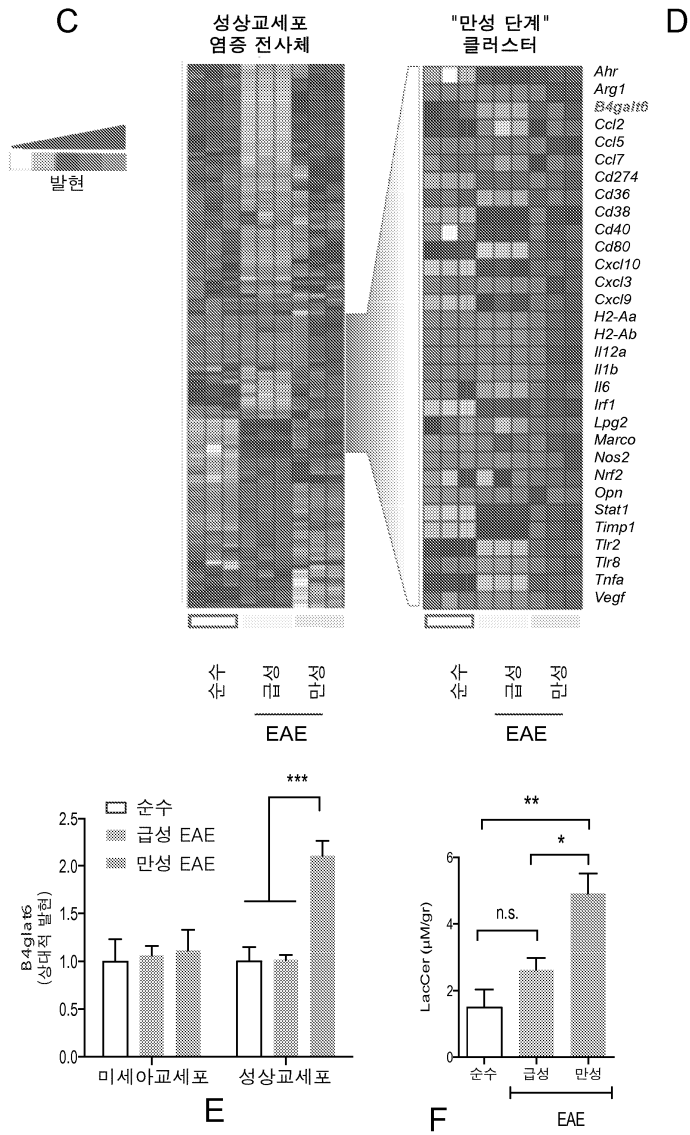 C
D
성상교세포
염증 전사체
"만성 단계"
클러스터
발현
Ahr
Arg1
B4galt6
Ccl2
Ccl5
Ccl7
Cd274
Cd36
Cd38
Cd40
Cd80
Cxcl10
Cxcl3
Cxcl9
H2-Aa
H2-Ab
Il12a
Il1b
Il6
Irf1
Lpg2
Marco
Nos2
Nrf2
Opn
Stat1
Timp1
Tlr2
Tlr8
Tnfa
Vegf
순수 급성 만성
EAE
순수 급성 만성
EAE
순수
급성 EAE
만성 EAE
***
B4glat6
(상대적 발현)
2.5
2.0
1.5
1.0
0.5
0.0
미세아교세포 성상교세포
E
**
*
n.s.
LacCer (µM/gr)
6
4
2
0
순수 급성 만성
EAE
F